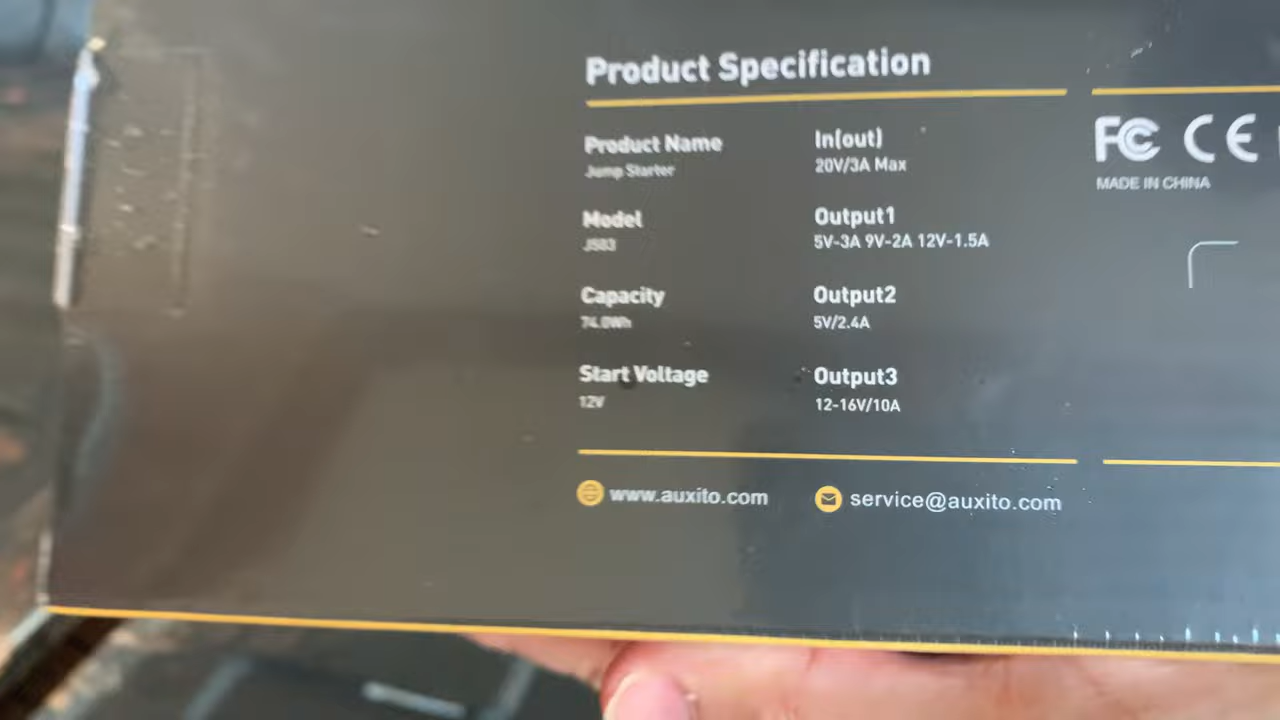 Product Specification
Product Name
Jump Starter
Model
JS03
Capacity
74.0Wh
Start Voltage
12V
In(out)
20V/3A Max
Output1
5V-3A 9V-2A 12V-1.5A
Output2
5V/2.4A
Output3
12-16V/10A
FC CE
MADE IN CHINA
www.auxito.com
service@auxito.com